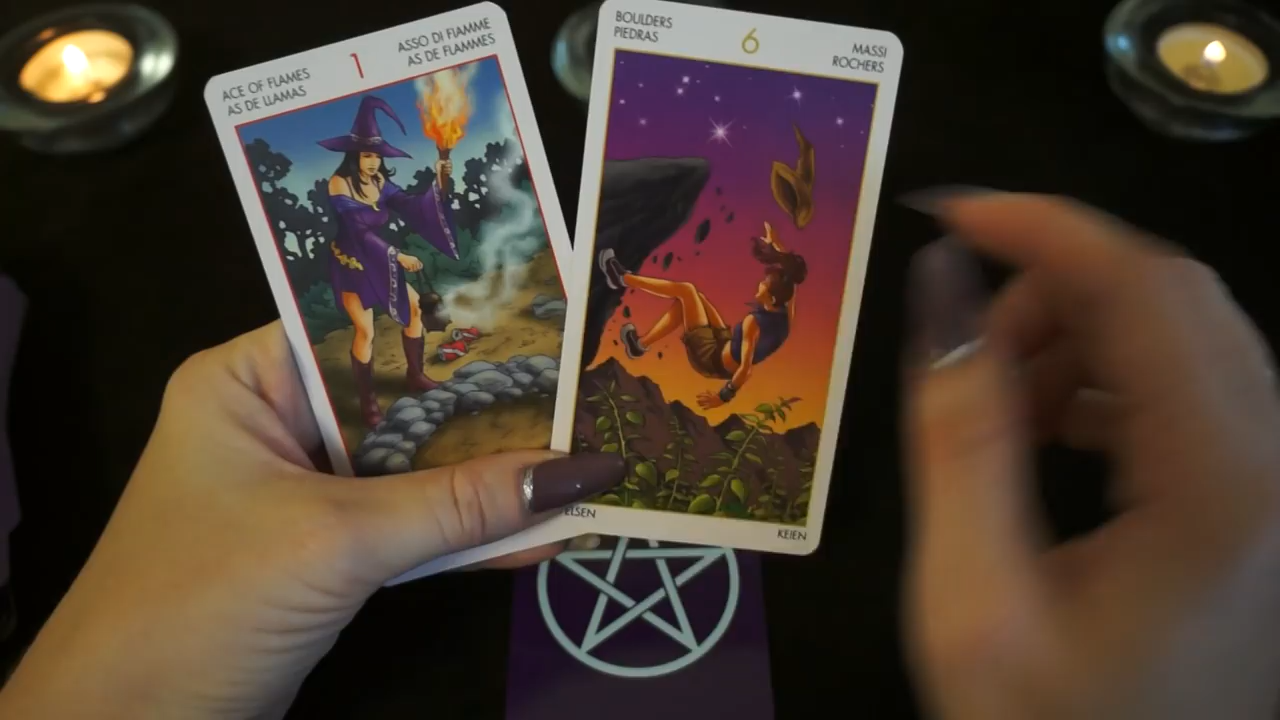 ACE OF FLAMES
AS DE LLAMAS
1
ASSO DI FIAMME
AS DE FLAMMES
BOULDERS
PIEDRAS
6
MASSI
ROCHERS
KEIEN